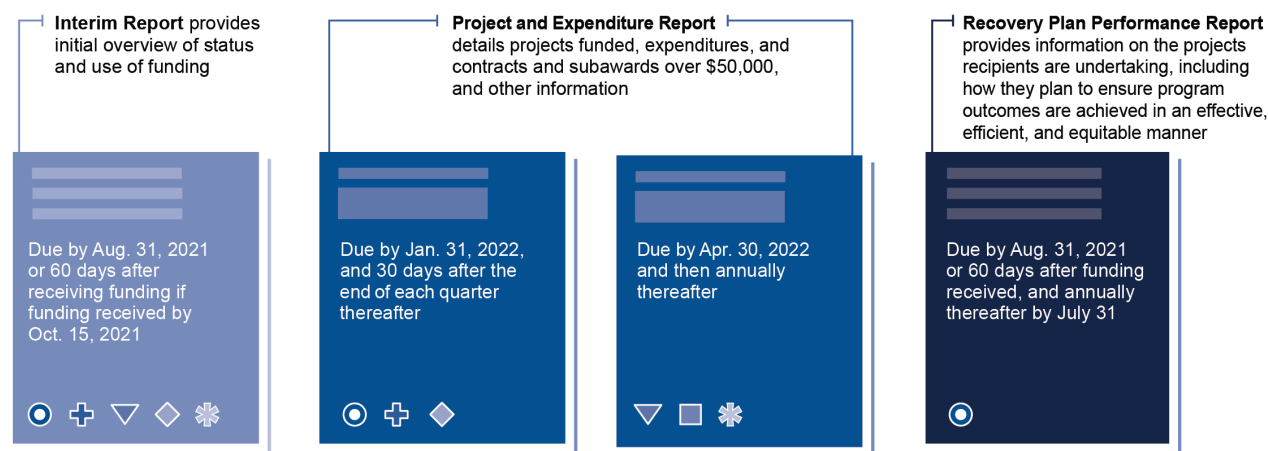 Interim Report provides
initial overview of status
and use of funding
Project and Expenditure Report
details projects funded, expenditures, and
contracts and subawards over $50,000,
and other information
Recovery Plan Performance Report
provides information on the projects
recipients are undertaking, including
how they plan to ensure program
outcomes are achieved in an effective,
efficient, and equitable manner
Due by Aug. 31, 2021
or 60 days after
receiving funding if
funding received by
Oct. 15, 2021
Due by Jan. 31, 2022,
and 30 days after the
end of each quarter
thereafter
Due by Apr. 30, 2022
and then annually
thereafter
Due by Aug. 31, 2021
or 60 days after funding
received, and annually
thereafter by July 31